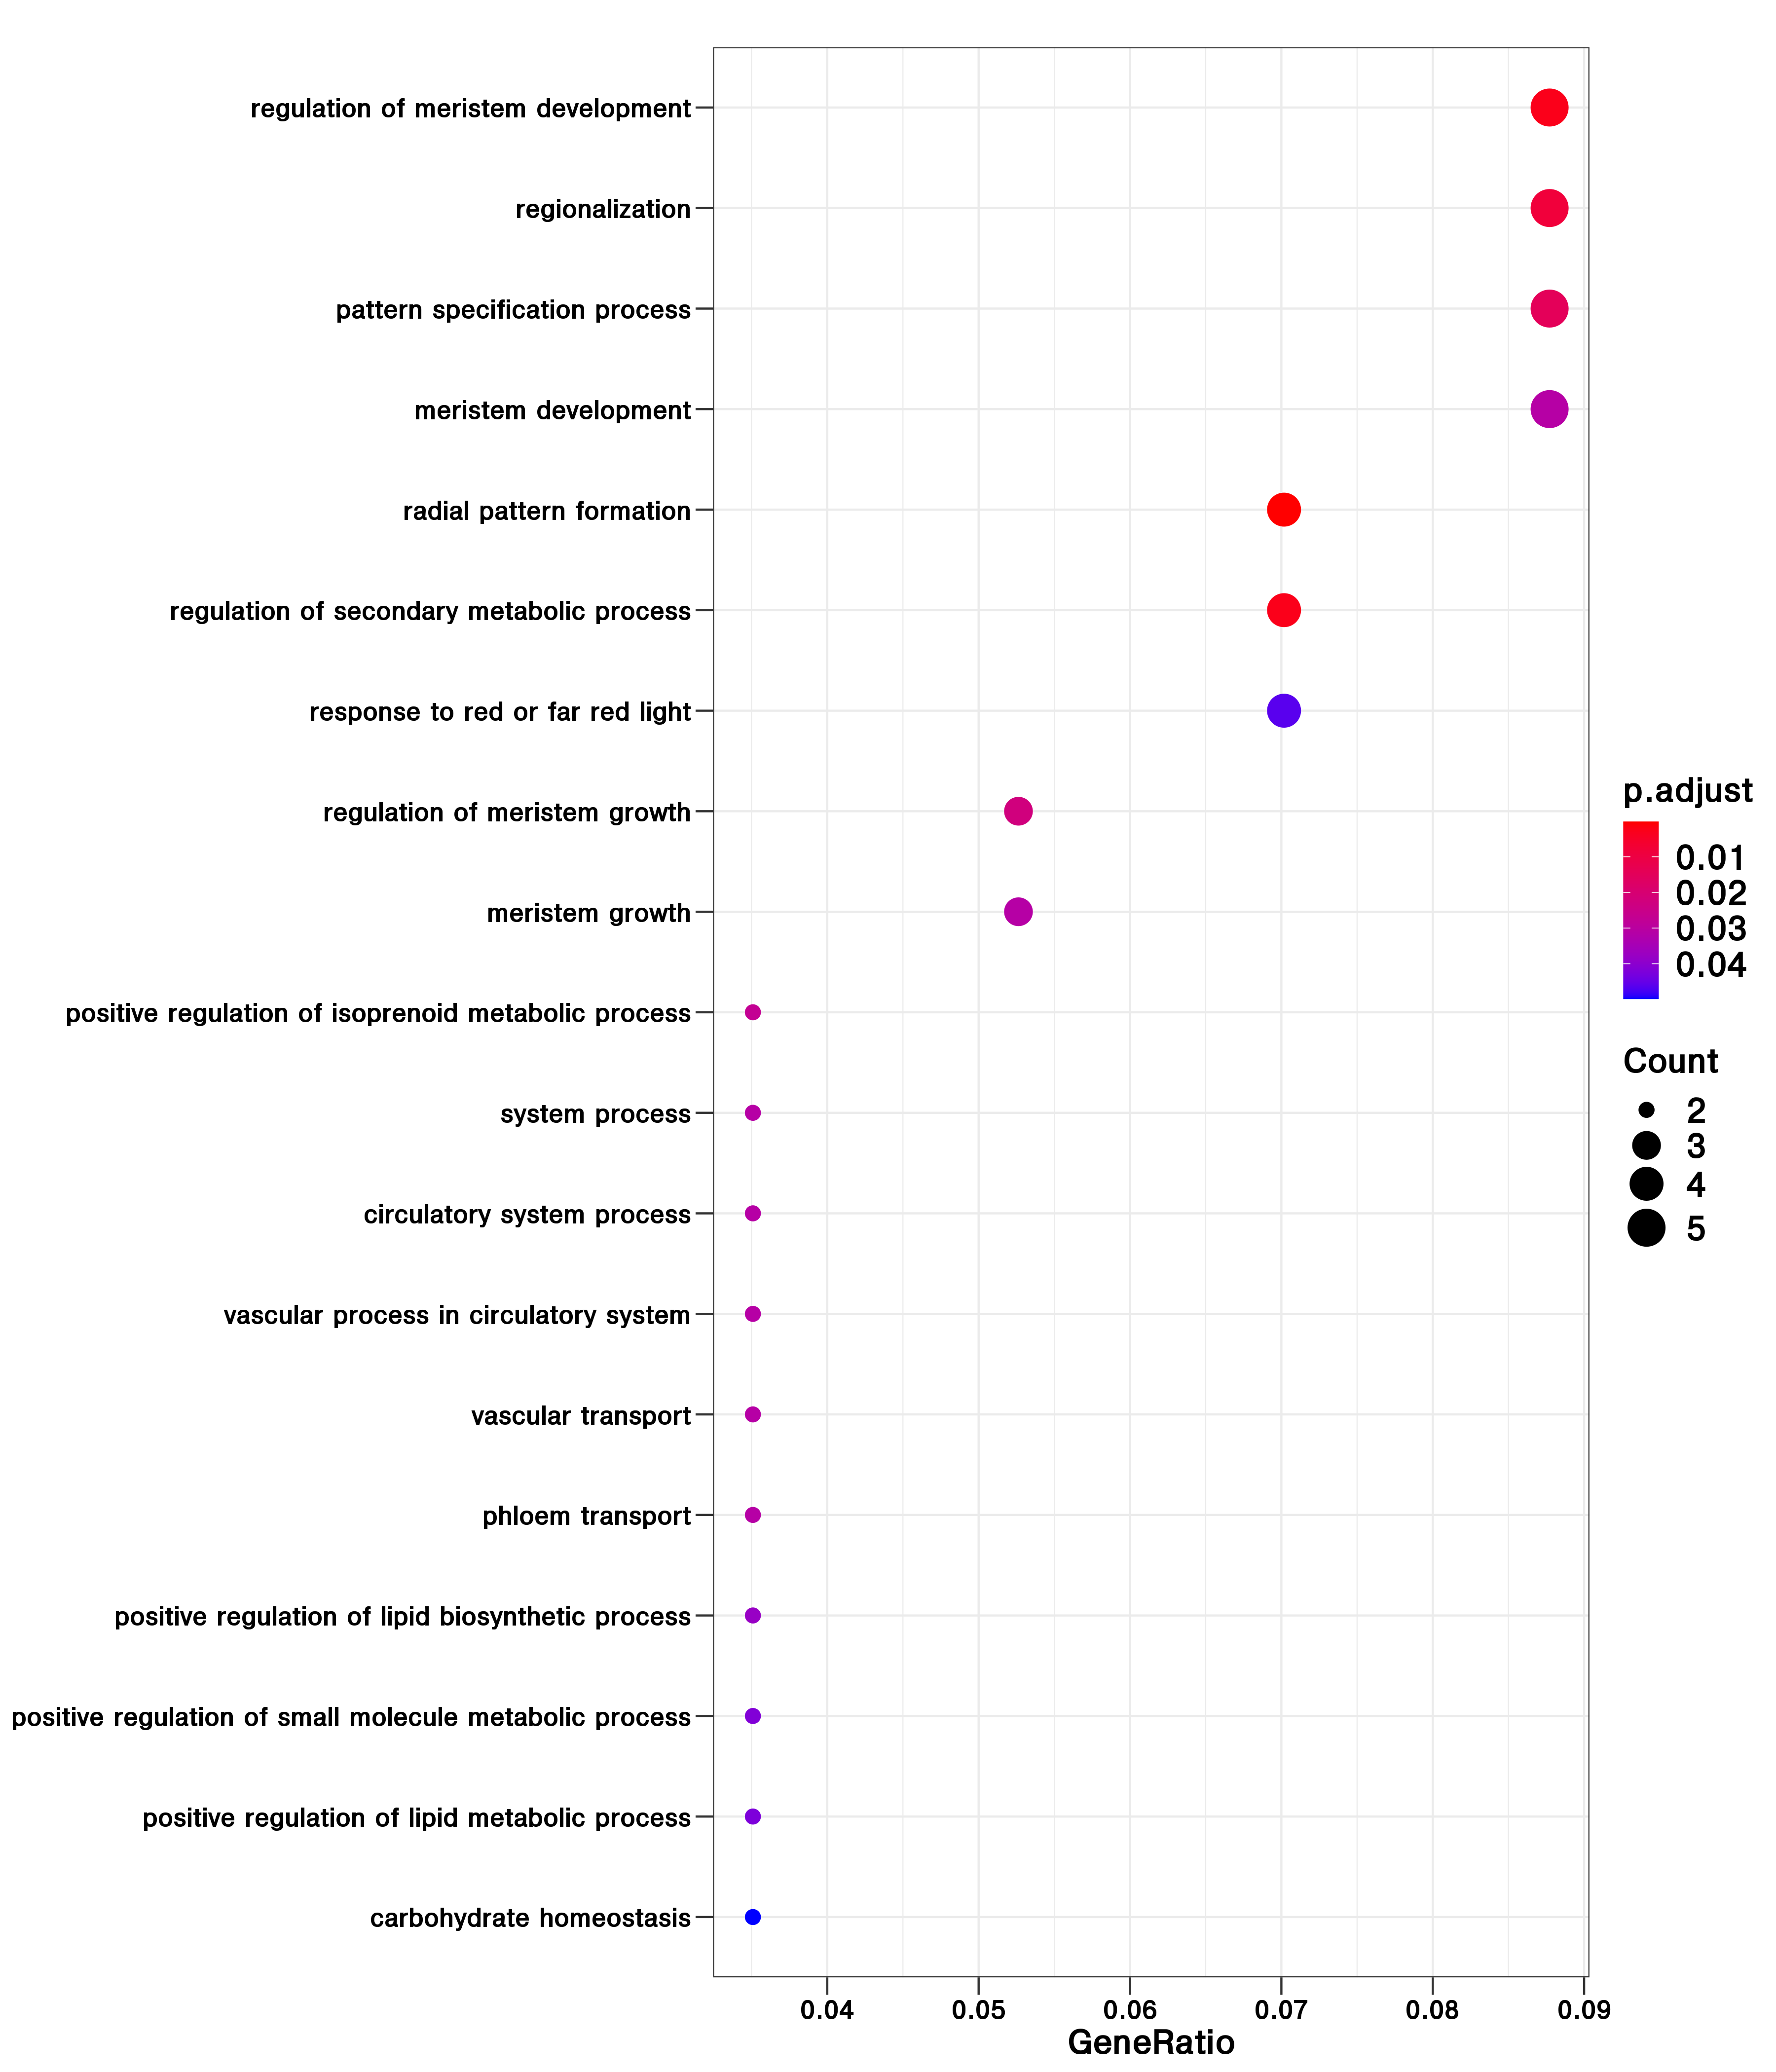 regulation of meristem development
regionalization
pattern specification process
meristem development
radial pattern formation
regulation of secondary metabolic process
response to red or far red light
regulation of meristem growth
meristem growth
positive regulation of isoprenoid metabolic process
system process
circulatory system process
vascular process in circulatory system
vascular transport
phloem transport
positive regulation of lipid biosynthetic process
positive regulation of small molecule metabolic process
positive regulation of lipid metabolic process
carbohydrate homeostasis
0.04 0.05 0.06 0.07 0.08 0.09
GeneRatio
p.adjust
0.01
0.02
0.03
0.04
Count
2
3
4
5